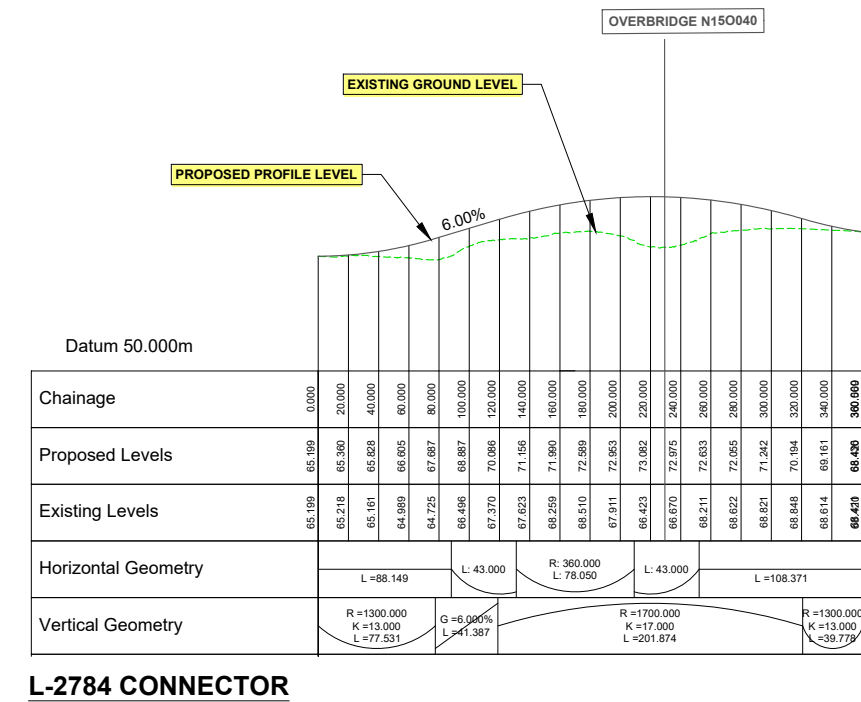 OVERBRIDGE N15O040
EXISTING GROUND LEVEL
PROPOSED PROFILE LEVEL
6.00%
Datum 50.000m
Chainage 0.000 20.000 40.000 60.000 80.000 100.000 120.000 140.000 160.000 180.000 200.000 220.000 240.000 260.000 280.000 300.000 320.000 340.000
Proposed Levels 65.199 65.360 65.828 66.605 67.687 68.887 70.086 71.156 71.990 72.589 72.953 73.082 72.975 72.633 72.055 71.242 70.194 69.161
Existing Levels 65.199 65.218 65.161 64.989 64.725 66.496 67.370 67.623 68.259 68.510 67.911 66.423 66.670 68.211 68.622 68.821 68.848 68.614
Horizontal Geometry
L =88.149
L: 43.000
R: 360.000
L: 78.050
L: 43.000
L =108.371
Vertical Geometry
R =1300.000
K =13.000
L =77.531
G =6.000%
L =41.387
R =1700.000
K =17.000
L =201.874
R =1300.000
K =13.000
L =39.778
L-2784 CONNECTOR